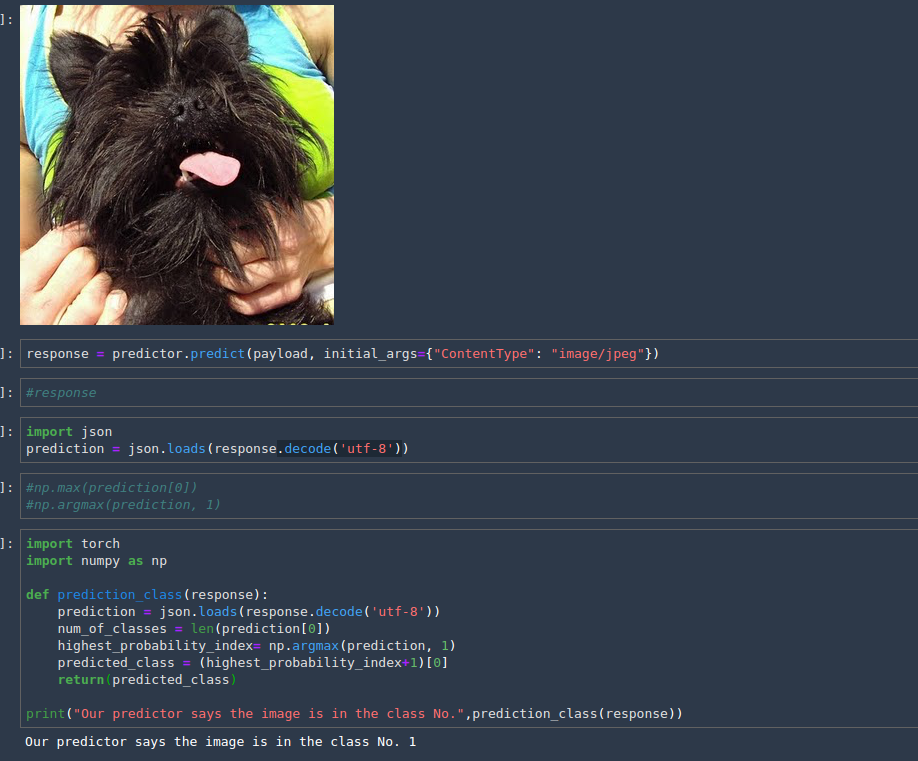 ]:
]: response = predictor.predict(payload, initial_args={"ContentType": "image/jpeg"})
]: #response
]: import json
prediction = json.loads(response.decode('utf-8'))
]: #np.max(prediction[0])
#np.argmax(prediction, 1)
]: import torch
import numpy as np
def prediction_class(response):
    prediction = json.loads(response.decode('utf-8'))
    num_of_classes = len(prediction[0])
    highest_probability_index= np.argmax(prediction, 1)
    predicted_class = (highest_probability_index+1)[0]
    return(predicted_class)
print("Our predictor says the image is in the class No.",prediction_class(response))
Our predictor says the image is in the class No. 1